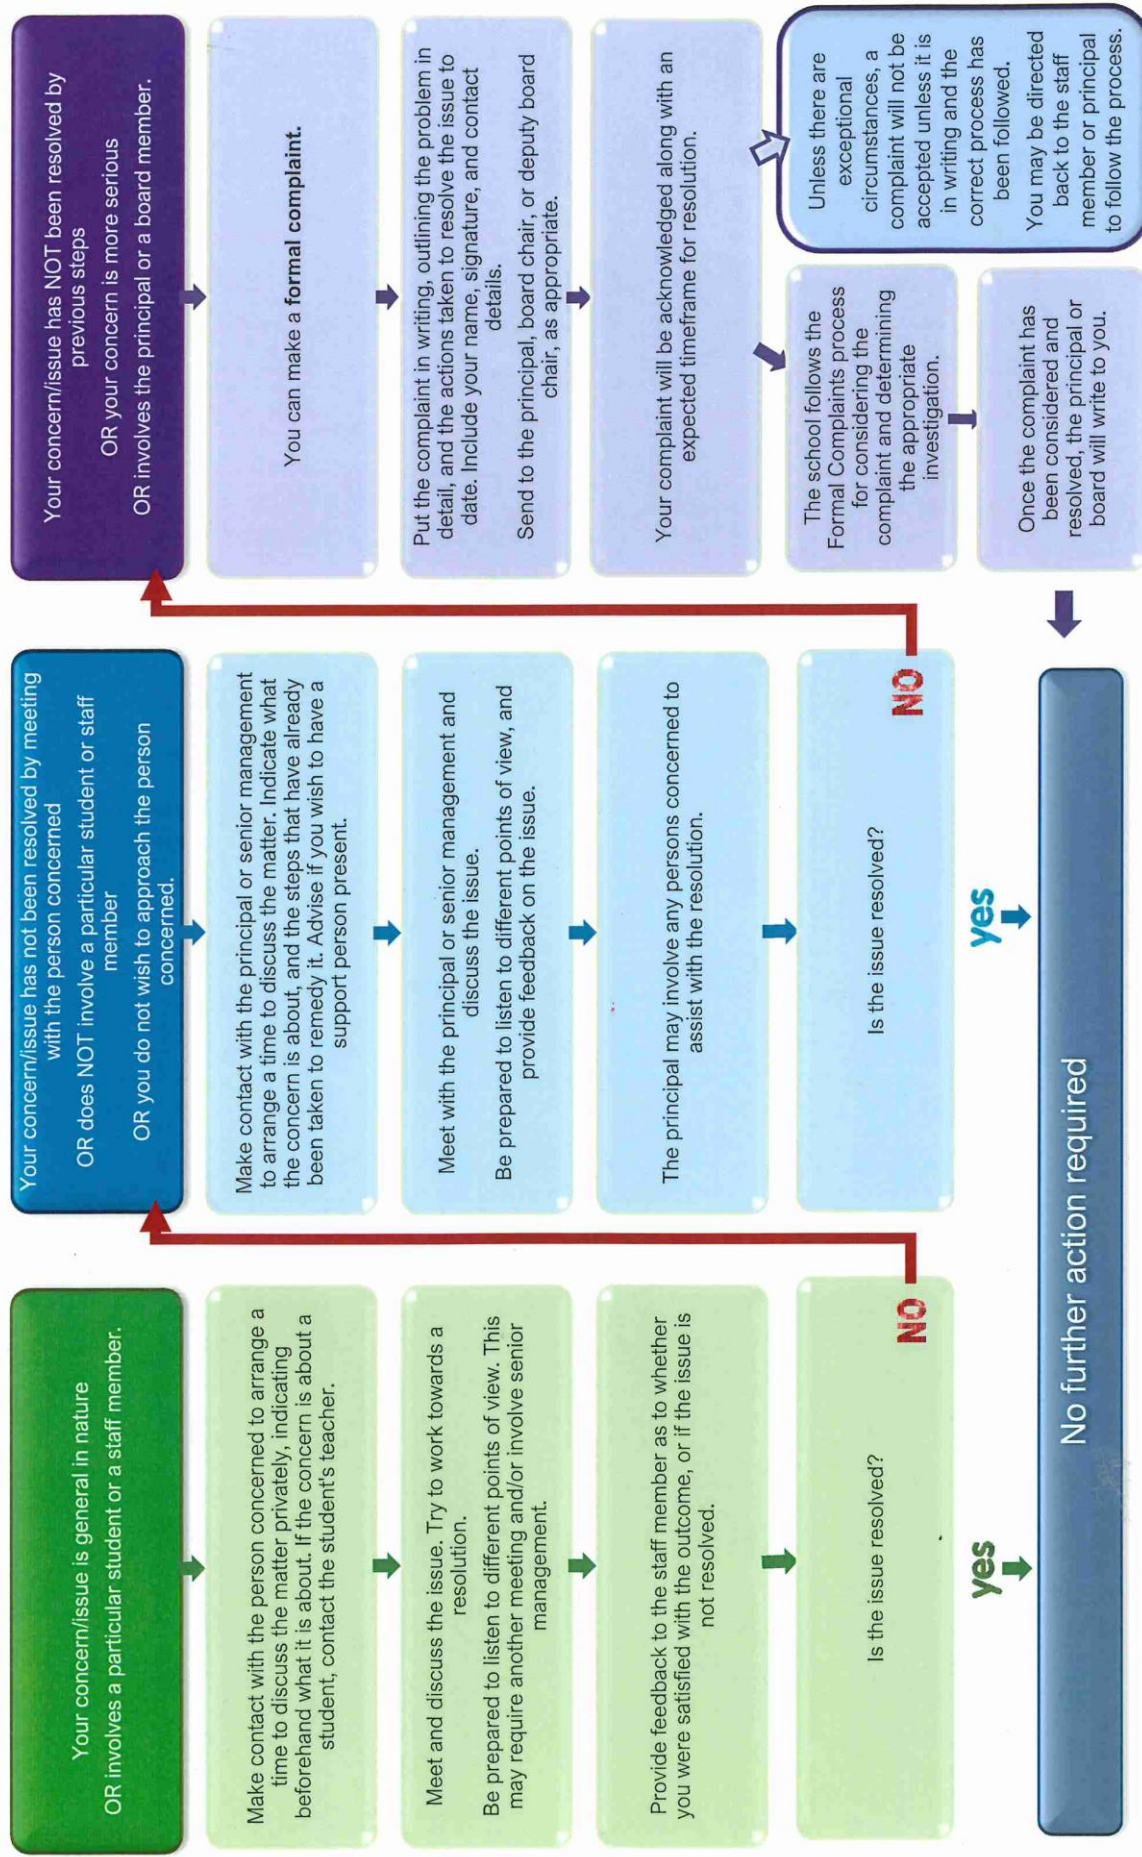 Your concern/issue is general in nature
OR involves a particular student or a staff member.
Make contact with the person concerned to arrange a
time to discuss the matter privately, indicating
beforehand what it is about. If the concern is about a
student, contact the student's teacher.
Meet and discuss the issue. Try to work towards a
resolution.
Be prepared to listen to different points of view. This
may require another meeting and/or involve senior
management.
Provide feedback to the staff member as to whether
you were satisfied with the outcome, or if the issue is
not resolved.
Is the issue resolved?
NO
yes
Your concern/issue has not been resolved by meeting
with the person concerned
OR does NOT involve a particular student or staff
member
OR you do not wish to approach the person
concerned.
Make contact with the principal or senior management
to arrange a time to discuss the matter. Indicate what
the concern is about, and the steps that have already
been taken to remedy it. Advise if you wish to have a
support person present.
Meet with the principal or senior management and
discuss the issue.
Be prepared to listen to different points of view, and
provide feedback on the issue.
The principal may involve any persons concerned to
assist with the resolution.
Is the issue resolved?
NO
yes
Your concern/issue has NOT been resolved by
previous steps
OR your concern is more serious
OR involves the principal or a board member.
You can make a formal complaint.
Put the complaint in writing, outlining the problem in
detail, and the actions taken to resolve the issue to
date. Include your name, signature, and contact
details.
Send to the principal, board chair, or deputy board
chair, as appropriate.
Your complaint will be acknowledged along with an
expected timeframe for resolution.
The school follows the
Formal Complaints process
for considering the
complaint and determining
the appropriate
investigation.
Once the complaint has
been considered and
resolved, the principal or
board will write to you.
Unless there are
exceptional
circumstances, a
complaint will not be
accepted unless it is
in writing and the
correct process has
been followed.
You may be directed
back to the staff
member or principal
to follow the process.
No further action required